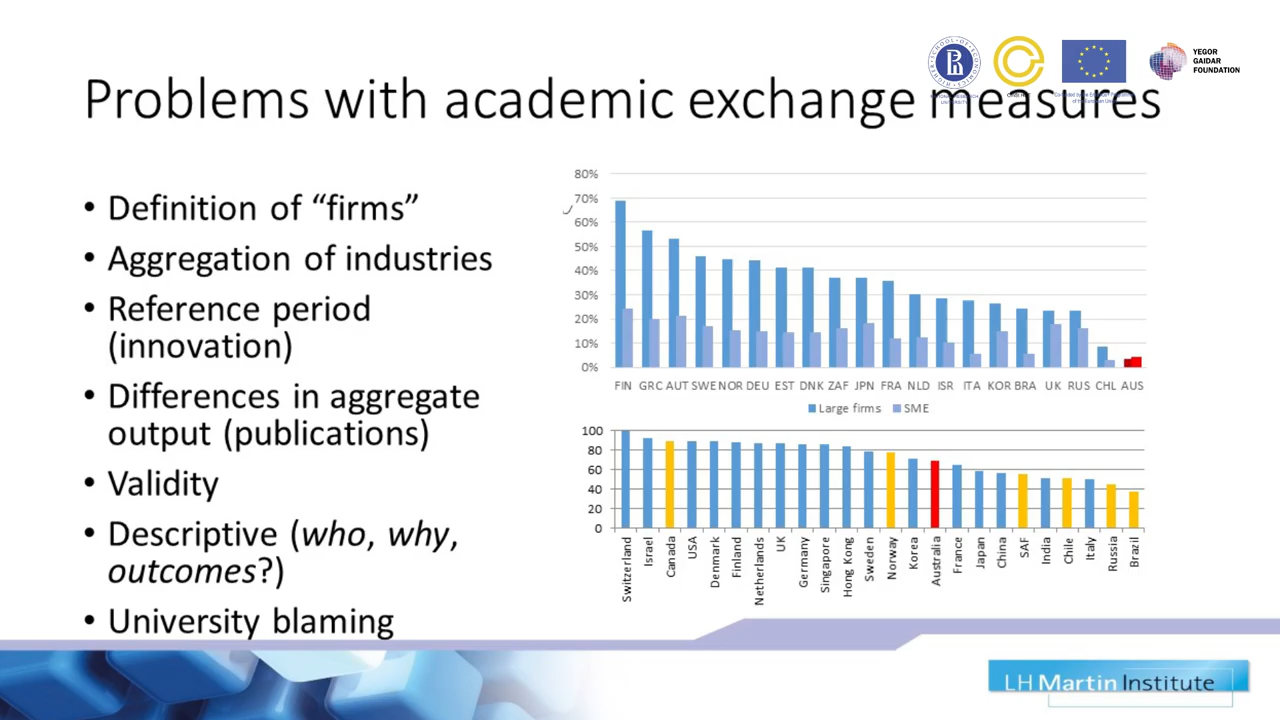 YEGOR
GAIDAR
FOUNDATION
Problems with academic exchange measures
• Definition of “firms”
• Aggregation of industries
• Reference period
(innovation)
• Differences in aggregate
output (publications)
• Validity
• Descriptive (who, why,
outcomes?)
• University blaming
80%
70%
60%
50%
40%
30%
20%
10%
0%
FIN GRC AUT SWE NOR DEU EST DNK ZAF JPN FRA NLD ISR ITA KOR BRA UK RUS CHL AUS
Large firms SME
100
80
60
40
20
0
Switzerland
Israel
Canada
USA
Denmark
Finland
Netherlands
UK
Germany
Singapore
Hong Kong
Sweden
Norway
Korea
Australia
France
Japan
China
SAF
India
Chile
Italy
Russia
Brazil
LH Martin Institute